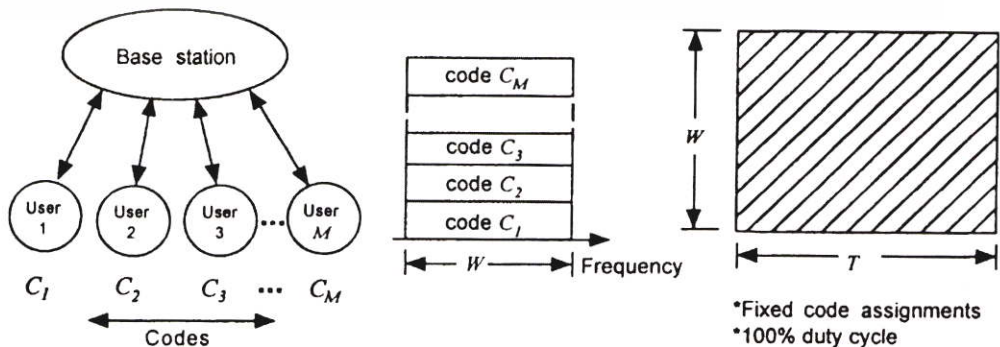 Base station
User
1
User
2
User
3
...
User
M
C1
C2
C3
...
CM
Codes
code CM
code C3
code C2
code C1
W
Frequency
W
T
*Fixed code assignments
*100% duty cycle